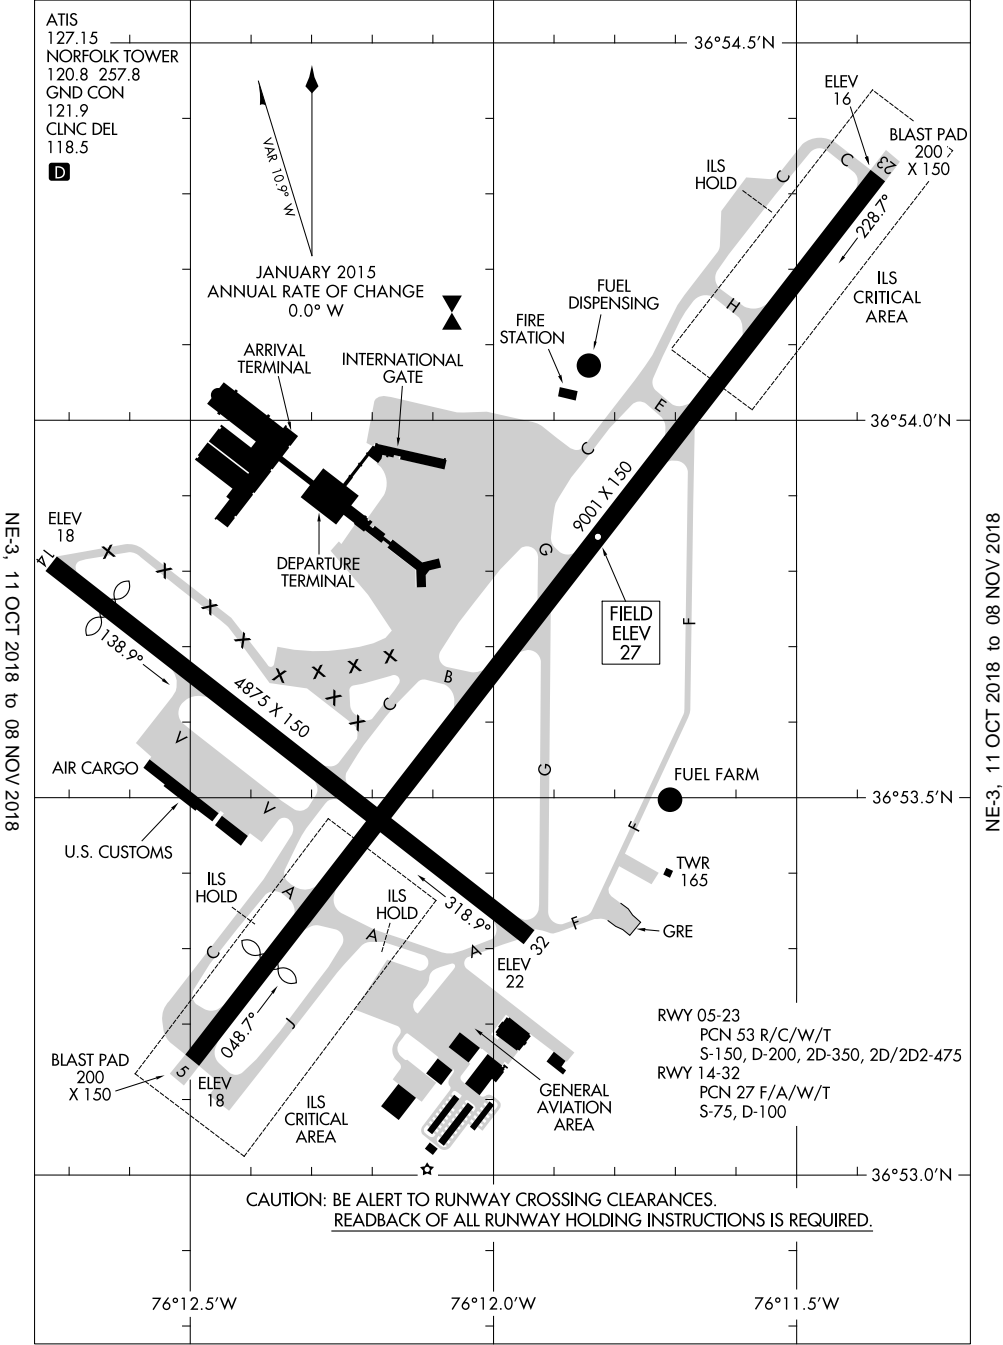 ATIS
127.15
NORFOLK TOWER
120.8 257.8
GND CON
121.9
CLNC DEL
118.5
D
36°54.5'N
VAR 10.9° W
JANUARY 2015
ANNUAL RATE OF CHANGE
0.0° W
ELEV
16
BLAST PAD
200
X 150
23
C
C
ILS
HOLD
228.7°
ILS
CRITICAL
AREA
H
FUEL
DISPENSING
FIRE
STATION
ARRIVAL
TERMINAL
INTERNATIONAL
GATE
E
36°54.0'N
C
9001 X 150
G
DEPARTURE
TERMINAL
ELEV
18
14
X
X
X
X
X
X
X
X
X
X
FIELD
ELEV
27
F
138.9°
4875 X 150
B
C
V
V
AIR CARGO
U.S. CUSTOMS
G
FUEL FARM
36°53.5'N
F
TWR
165
ILS
HOLD
A
ILS
HOLD
318.9°
A
A
F
GRE
32
ELEV
22
C
048.7°
J
BLAST PAD
200
X 150
5
ELEV
18
ILS
CRITICAL
AREA
GENERAL
AVIATION
AREA
RWY 05-23
PCN 53 R/C/W/T
S-150, D-200, 2D-350, 2D/2D2-475
RWY 14-32
PCN 27 F/A/W/T
S-75, D-100
36°53.0'N
CAUTION: BE ALERT TO RUNWAY CROSSING CLEARANCES.
READBACK OF ALL RUNWAY HOLDING INSTRUCTIONS IS REQUIRED.
76°12.5'W
76°12.0'W
76°11.5'W
NE-3, 11 OCT 2018 to 08 NOV 2018
NE-3, 11 OCT 2018 to 08 NOV 2018